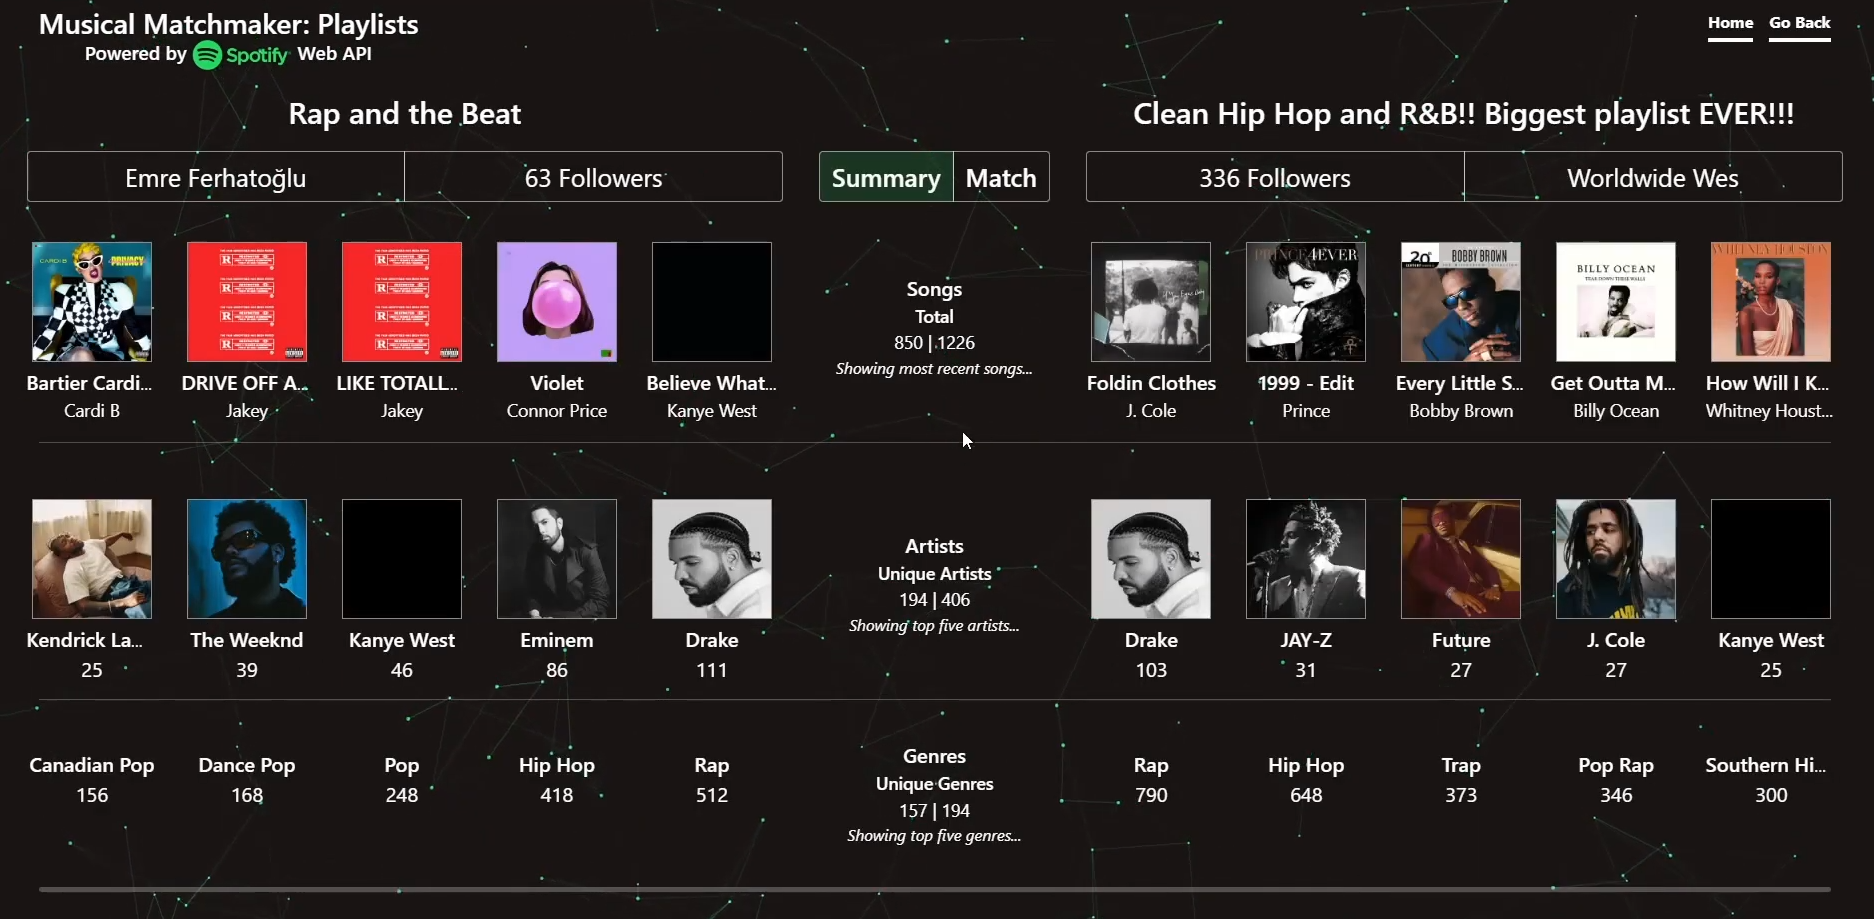 Musical Matchmaker: Playlists
Powered by Spotify Web API
Home Go Back
Rap and the Beat
Clean Hip Hop and R&B!! Biggest playlist EVER!!!
Emre Ferhatoğlu 63 Followers
Summary Match
336 Followers Worldwide Wes
CARDI B PRIVACY
R
R
R
R
R
R
R
R
PRINCE4EVER
20th BOBBY BROWN
BILLY OCEAN
TEAR DOWN THESE WALLS
WHITNEY HOUSTON
Bartier Cardi... DRIVE OFF A... LIKE TOTALL... Violet Believe What...
Cardi B Jakey Jakey Connor Price Kanye West
Songs
Total
850 | 1226
Showing most recent songs...
Foldin Clothes 1999 - Edit Every Little S... Get Outta M... How Will I K...
J. Cole Prince Bobby Brown Billy Ocean Whitney Houst...
Kendrick La... The Weeknd Kanye West Eminem Drake
25 39 46 86 111
Artists
Unique Artists
194 | 406
Showing top five artists...
Drake JAY-Z Future J. Cole Kanye West
103 31 27 27 25
Canadian Pop Dance Pop Pop Hip Hop Rap
156 168 248 418 512
Genres
Unique Genres
157 | 194
Showing top five genres...
Rap Hip Hop Trap Pop Rap Southern Hi...
790 648 373 346 300